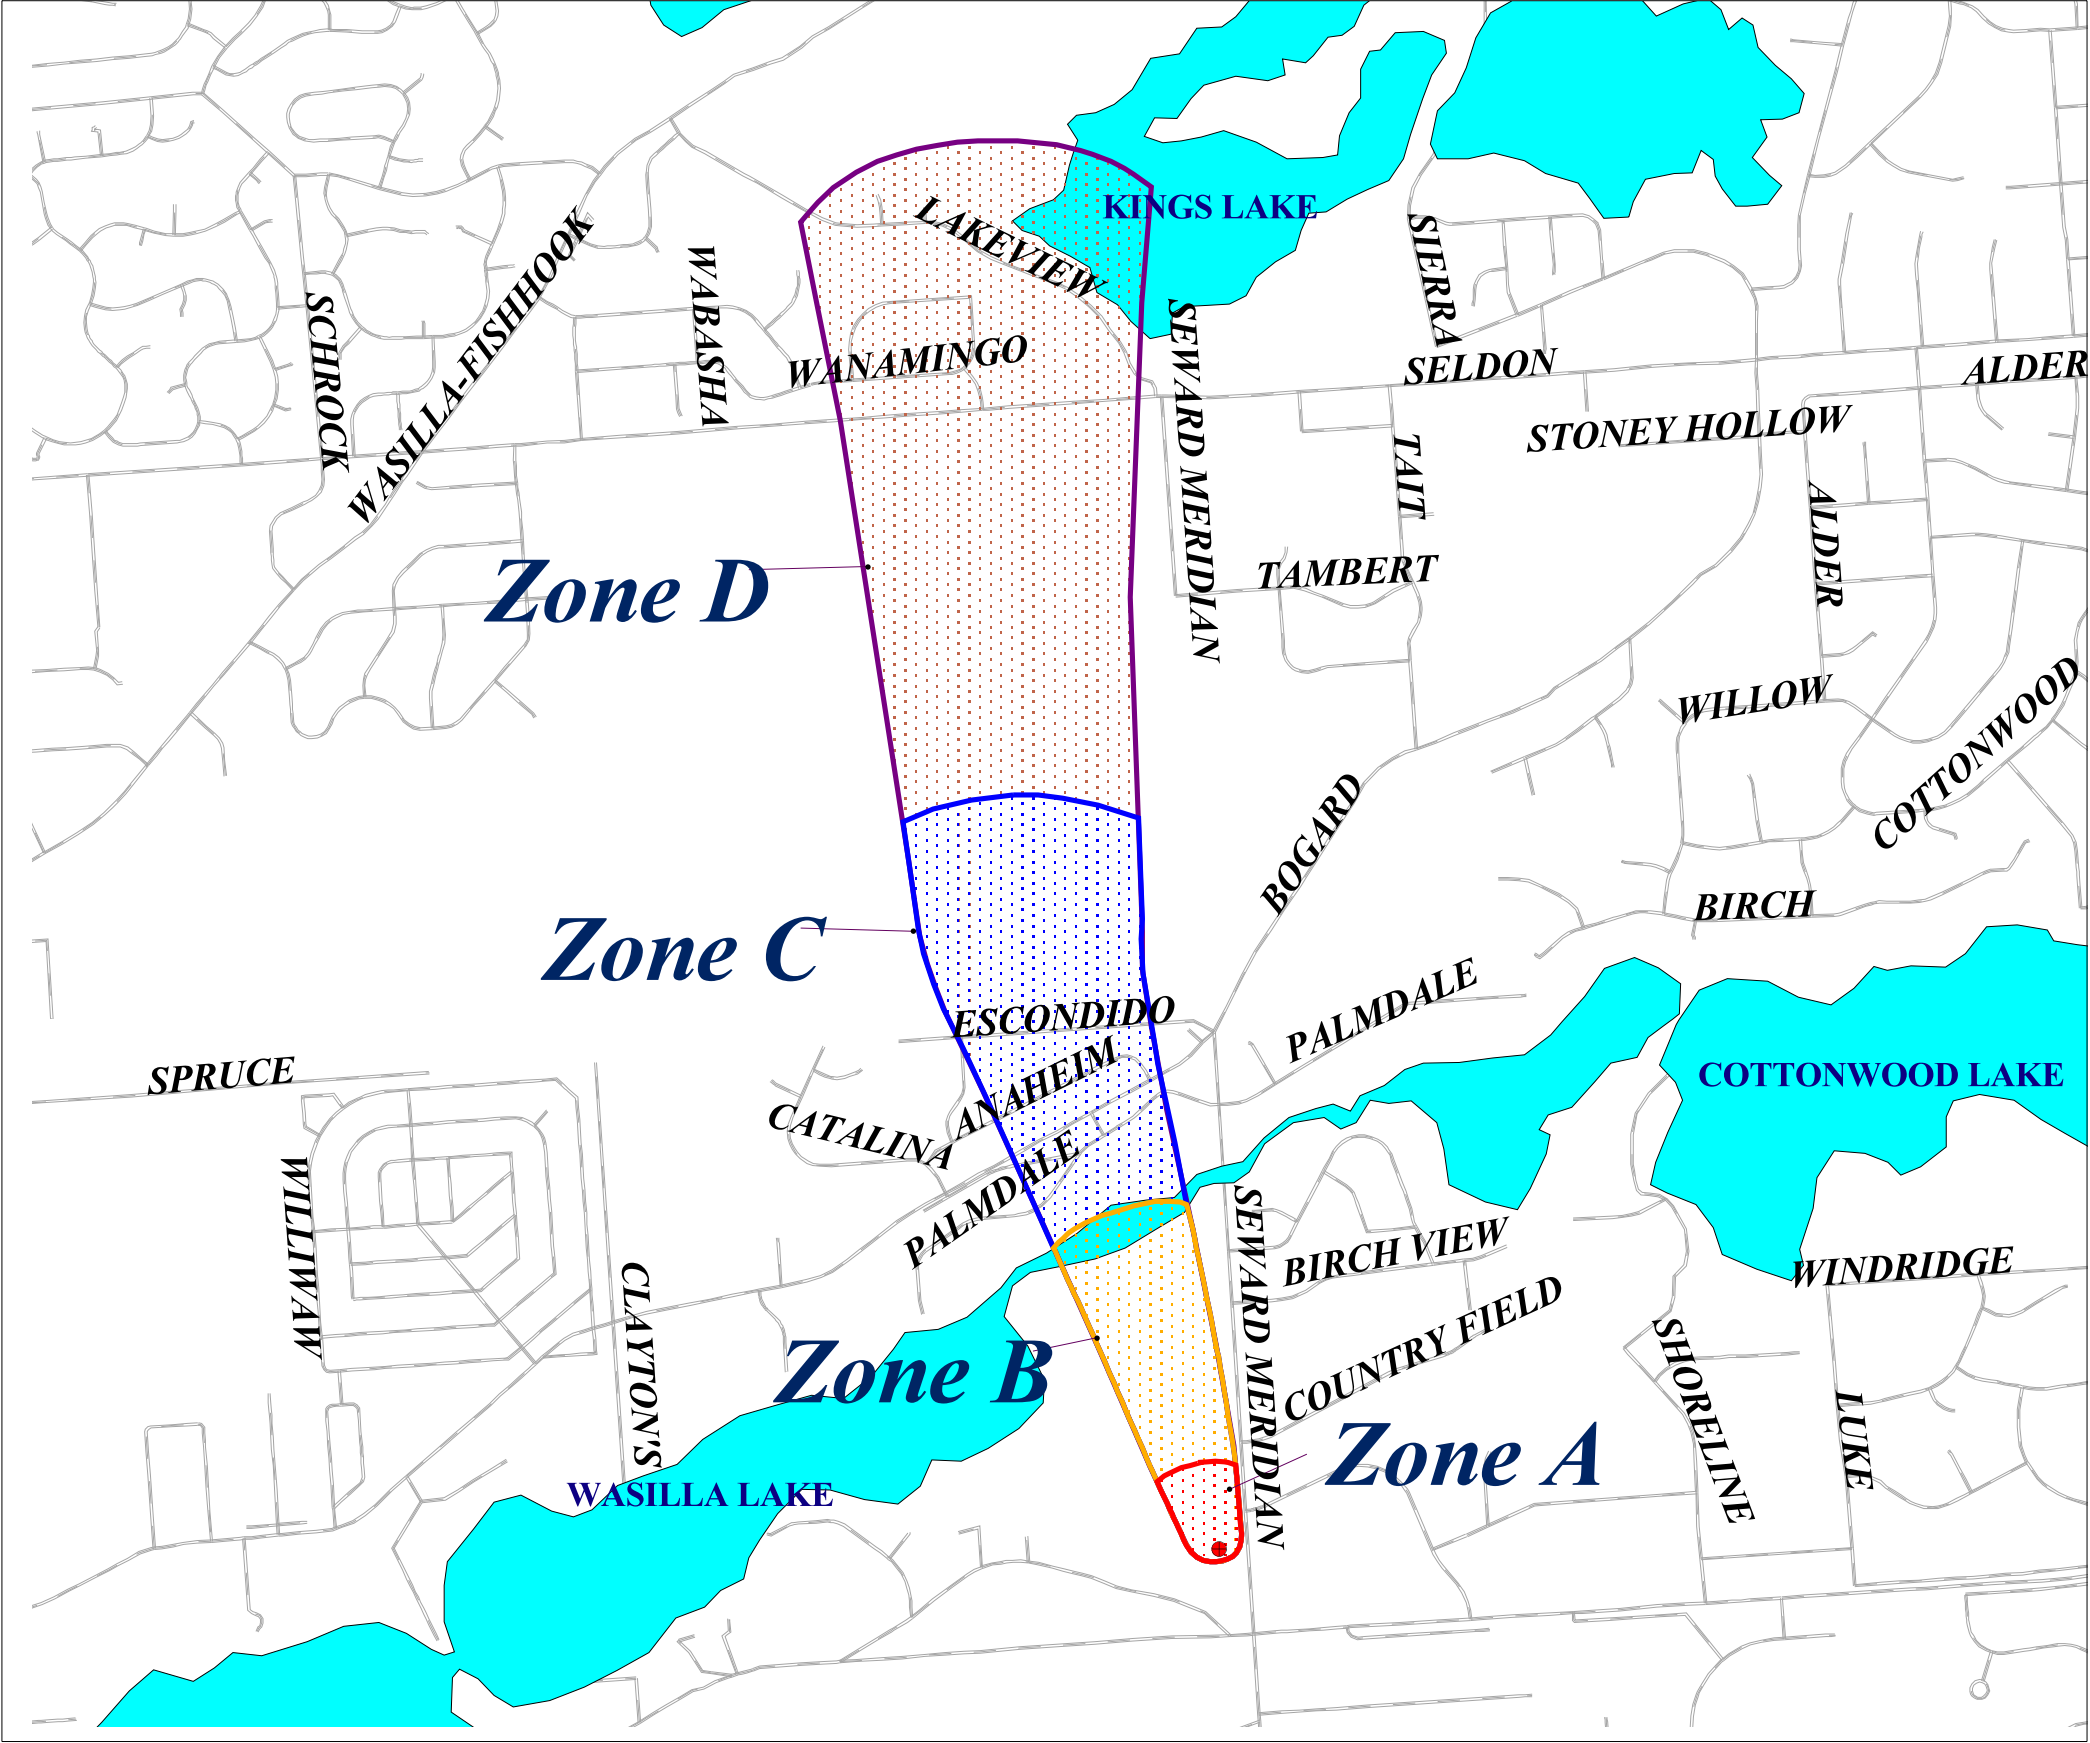 KINGS LAKE
LAKEVIEW
SIERRA
WASILLA-FISHHOOK
WABASHA
SCHROCK
SEWARD MERIDIAN
WANAMINGO
SELDON
ALDER
STONEY HOLLOW
TAIT
ALDER
TAMBERT
Zone D
WILLOW
COTTONWOOD
BOGARD
BIRCH
Zone C
PALMDALE
ESCONDIDO
ANAHEIM
SPRUCE
COTTONWOOD LAKE
CATALINA
PALMDALE
WILLIWAW
SEWARD MERIDIAN
BIRCH VIEW
WINDRIDGE
CLAYTON'S
COUNTRY FIELD
SHORELINE
Zone B
LUKE
Zone A
WASILLA LAKE